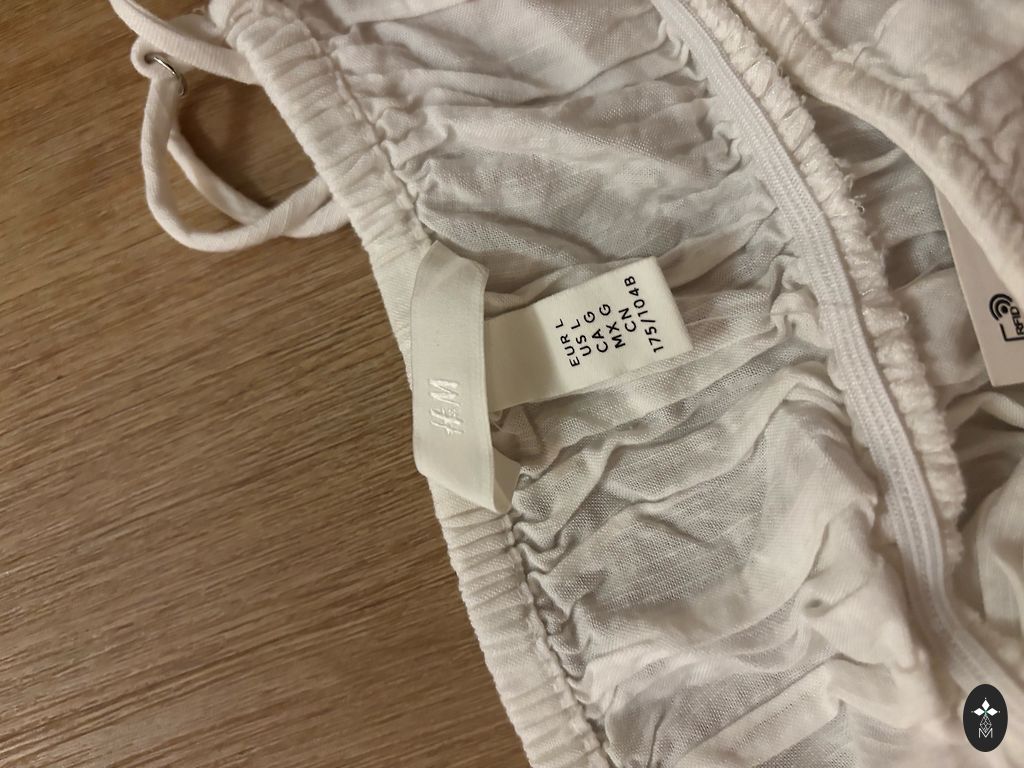 H&M
EUR L
US L
CA G
MX G
CN
175/104B
RFID
M